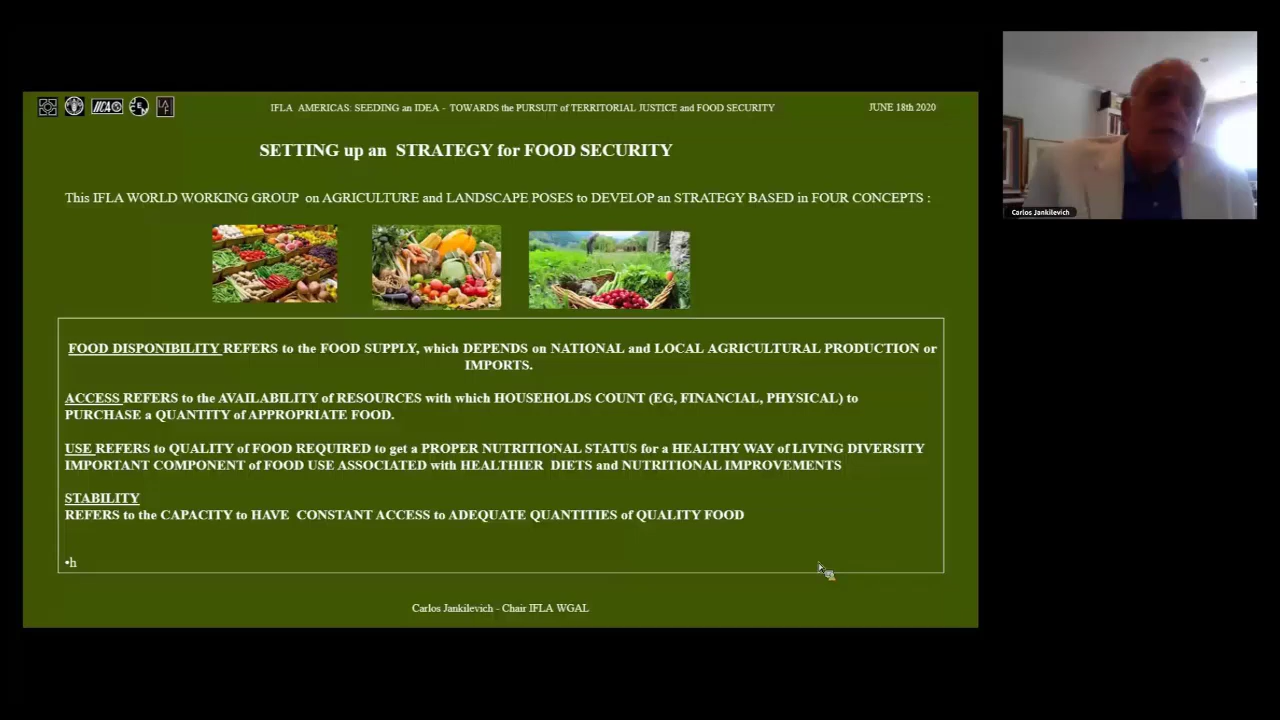 IICA
IFLA AMERICAS: SEEDING an IDEA - TOWARDS the PURSUIT of TERRITORIAL JUSTICE and FOOD SECURITY
JUNE 18th 2020
SETTING up an STRATEGY for FOOD SECURITY
This IFLA WORLD WORKING GROUP on AGRICULTURE and LANDSCAPE POSES to DEVELOP an STRATEGY BASED in FOUR CONCEPTS :
FOOD DISPONIBILITY REFERS to the FOOD SUPPLY, which DEPENDS on NATIONAL and LOCAL AGRICULTURAL PRODUCTION or
IMPORTS.
ACCESS REFERS to the AVAILABILITY of RESOURCES with which HOUSEHOLDS COUNT (EG, FINANCIAL, PHYSICAL) to
PURCHASE a QUANTITY of APPROPRIATE FOOD.
USE REFERS to QUALITY of FOOD REQUIRED to get a PROPER NUTRITIONAL STATUS for a HEALTHY WAY of LIVING DIVERSITY
IMPORTANT COMPONENT of FOOD USE ASSOCIATED with HEALTHIER DIETS and NUTRITIONAL IMPROVEMENTS
STABILITY
REFERS to the CAPACITY to HAVE CONSTANT ACCESS to ADEQUATE QUANTITIES of QUALITY FOOD
•h
Carlos Jankilevich - Chair IFLA WGAL
Carlos Jankilevich